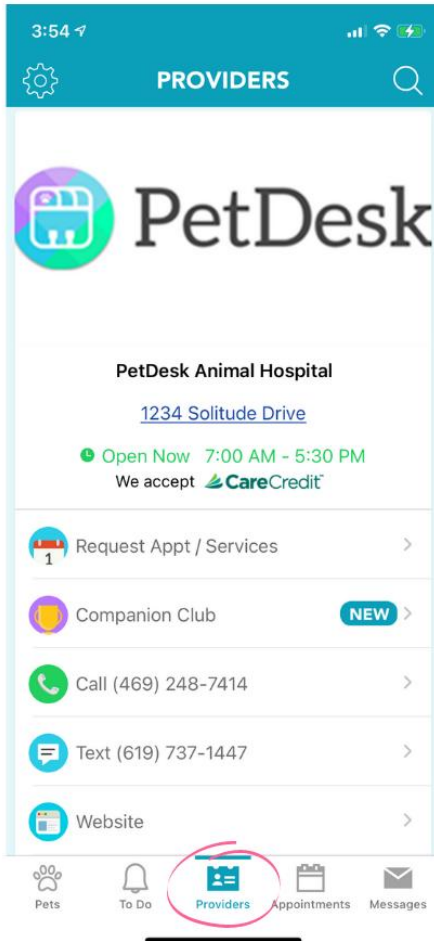 3:54
PROVIDERS
PetDesk
PetDesk Animal Hospital
1234 Solitude Drive
Open Now 7:00 AM - 5:30 PM
We accept CareCredit
1
Request Appt / Services
Companion Club NEW
Call (469) 248-7414
Text (619) 737-1447
Website
Pets To Do Providers Appointments Messages